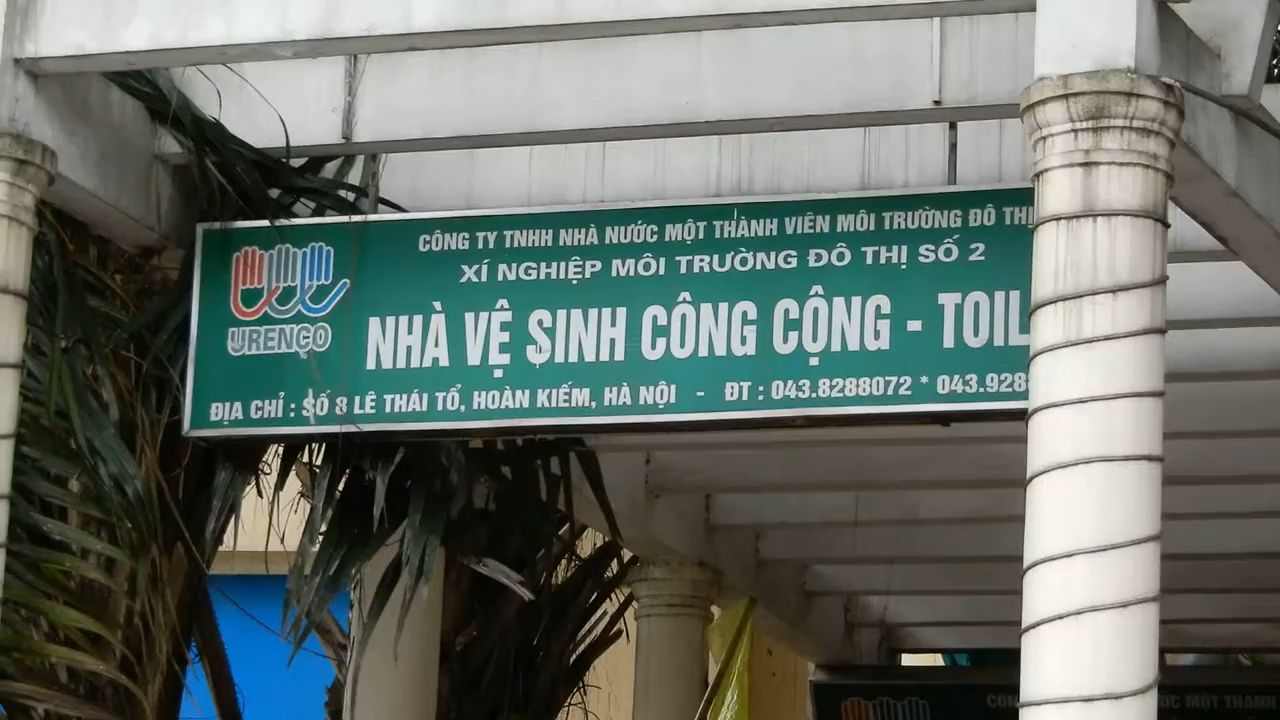 CÔNG TY TNHH NHÀ NƯỚC MỘT THÀNH VIÊN MÔI TRƯỜNG ĐÔ THỊ
XÍ NGHIỆP MÔI TRƯỜNG ĐÔ THỊ SỐ 2
URENCO
NHÀ VỆ SINH CÔNG CỘNG - TOIL
ĐỊA CHỈ : SỐ 8 LÊ THÁI TỔ, HOÀN KIẾM, HÀ NỘI - ĐT : 043.8288072 * 043.928
MỘT THANH